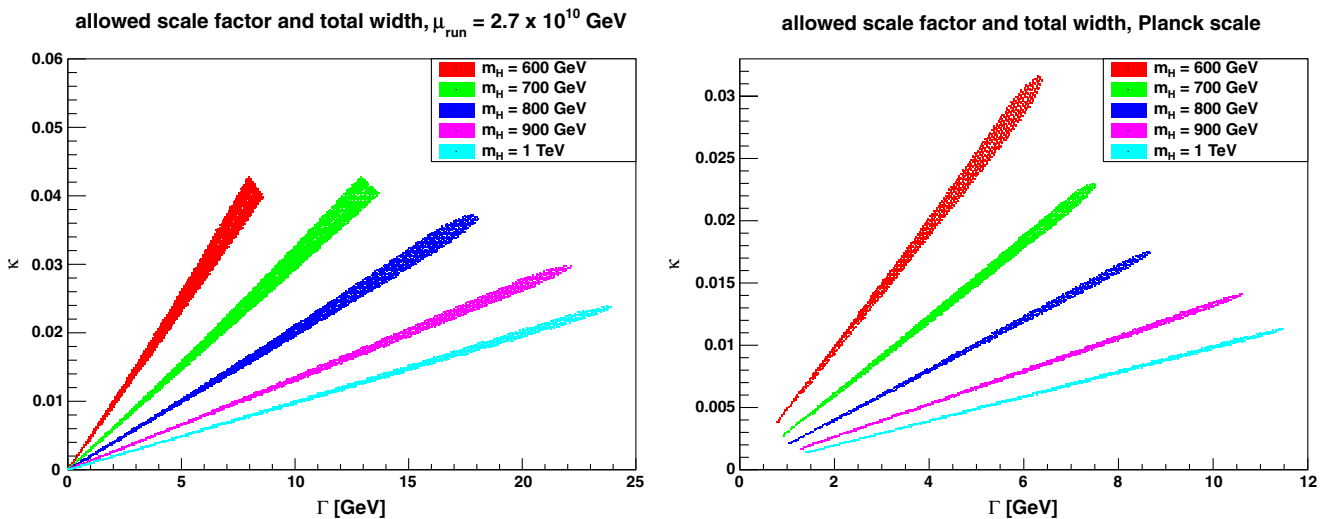 allowed scale factor and total width, μrun = 2.7 x 10^10 GeV
0.06
0.05
0.04
0.03
0.02
0.01
0
κ
m_H = 600 GeV
m_H = 700 GeV
m_H = 800 GeV
m_H = 900 GeV
m_H = 1 TeV
0 5 10 15 20 25
Γ [GeV]
allowed scale factor and total width, Planck scale
0.03
0.025
0.02
0.015
0.01
0.005
0
κ
m_H = 600 GeV
m_H = 700 GeV
m_H = 800 GeV
m_H = 900 GeV
m_H = 1 TeV
0 2 4 6 8 10 12
Γ [GeV]